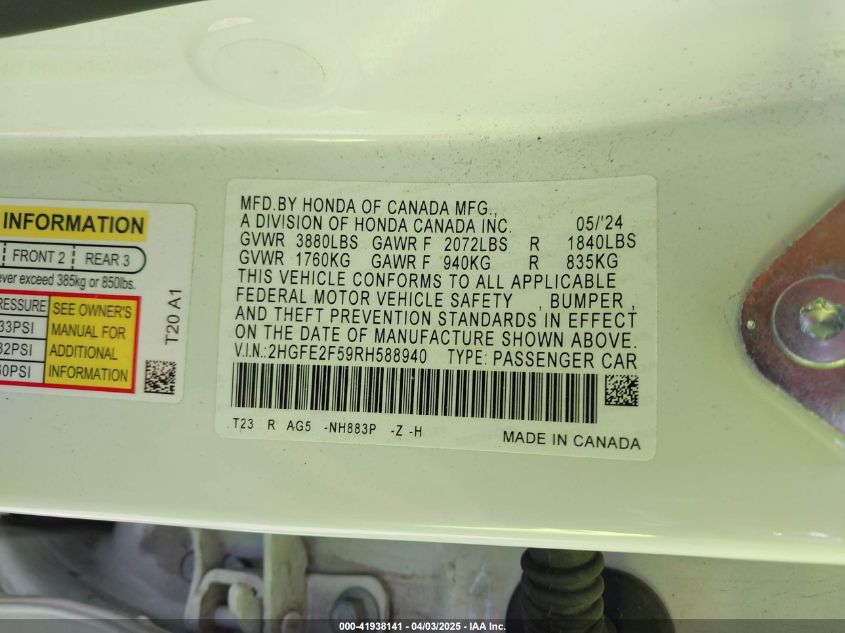 INFORMATION
FRONT 2 REAR 3
ever exceed 385kg or 850lbs.
PRESSURE SEE OWNER'S
33PSI MANUAL FOR
32PSI ADDITIONAL
60PSI INFORMATION
T20 A1
MFD.BY HONDA OF CANADA MFG.,
A DIVISION OF HONDA CANADA INC. 05/'24
GVWR 3880LBS GAWR F 2072LBS R 1840LBS
GVWR 1760KG GAWR F 940KG R 835KG
THIS VEHICLE CONFORMS TO ALL APPLICABLE
FEDERAL MOTOR VEHICLE SAFETY , BUMPER ,
AND THEFT PREVENTION STANDARDS IN EFFECT
ON THE DATE OF MANUFACTURE SHOWN ABOVE.
V.I.N.:2HGFE2F59RH588940 TYPE: PASSENGER CAR
T23 R AG5 -NH883P -Z -H
MADE IN CANADA
000-41938141 - 04/03/2025 - IAA Inc.